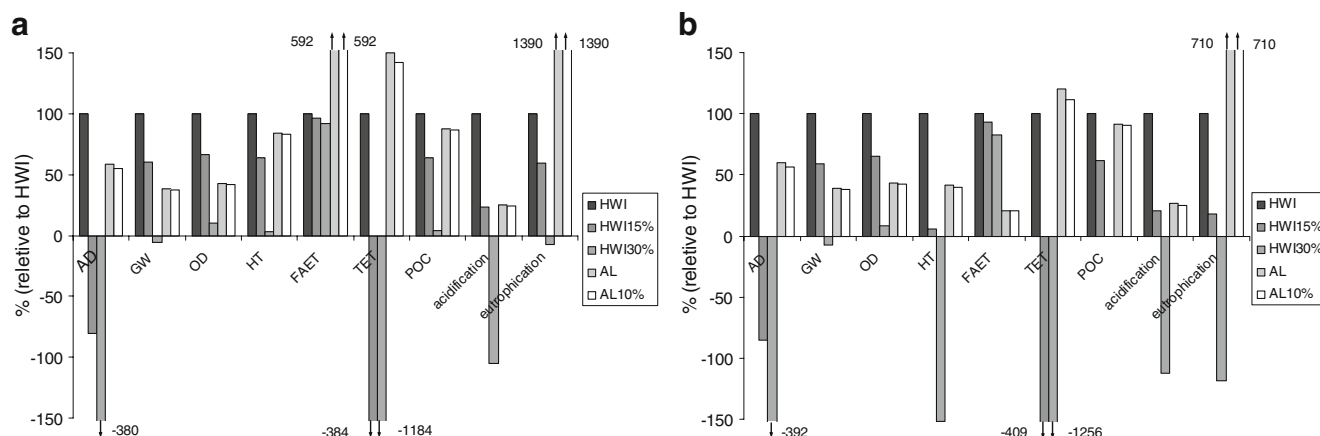 a
592
592
1390
1390
150
100
50
0
-50
-100
-150
% (reletive to HWI)
AD
GW
OD
HT
FAET
TET
POC
acidification
eutrophication
-380
-384
-1184
HWI
HWI15%
HWI30%
AL
AL10%
b
710
710
150
100
50
0
-50
-100
-150
% (reletive to HWI)
AD
GW
OD
HT
FAET
TET
POC
acidification
eutrophication
-392
-409
-1256
HWI
HWI15%
HWI30%
AL
AL10%